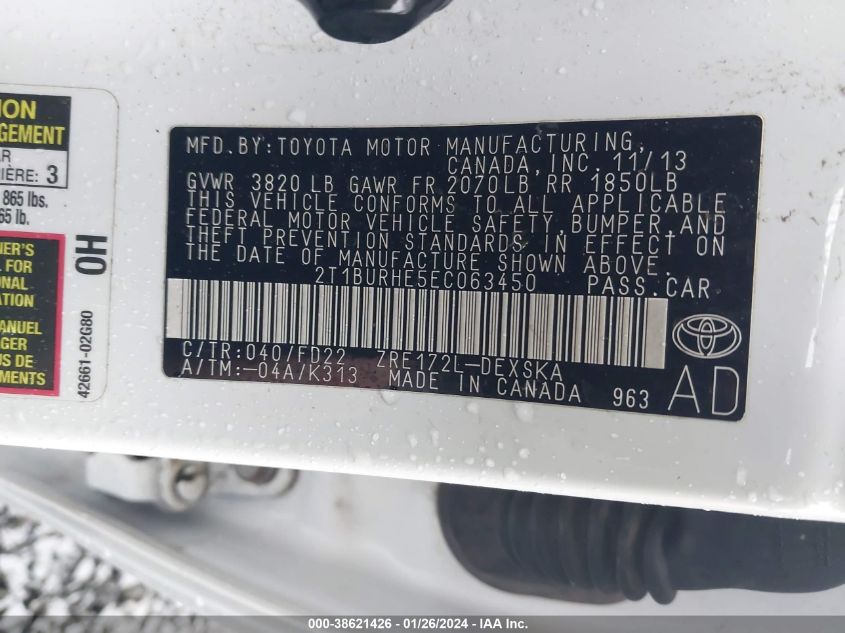 ION
GEMENT
AR
RIÈRE: 3
865 lbs.
65 lb.
NER'S
L FOR
ONAL
ATION
ANUEL
GER
US DE
MENTS
42661-02G80
0H
MFD.BY:TOYOTA MOTOR MANUFACTURING,
CANADA,INC. 11/13
GVWR 3820 LB GAWR FR 2070LB RR 1850LB
THIS VEHICLE CONFORMS TO ALL APPLICABLE
FEDERAL MOTOR VEHICLE SAFETY,BUMPER,AND
THEFT PREVENTION STANDARDS IN EFFECT ON
THE DATE OF MANUFACTURE SHOWN ABOVE.
2T1BURHE5EC063450 PASS.CAR
C/TR:040/FD22 ZRE172L-DEXSKA
A/TM:-04A/K313 MADE IN CANADA 963
AD
000-38621426 - 01/26/2024 - IAA Inc.